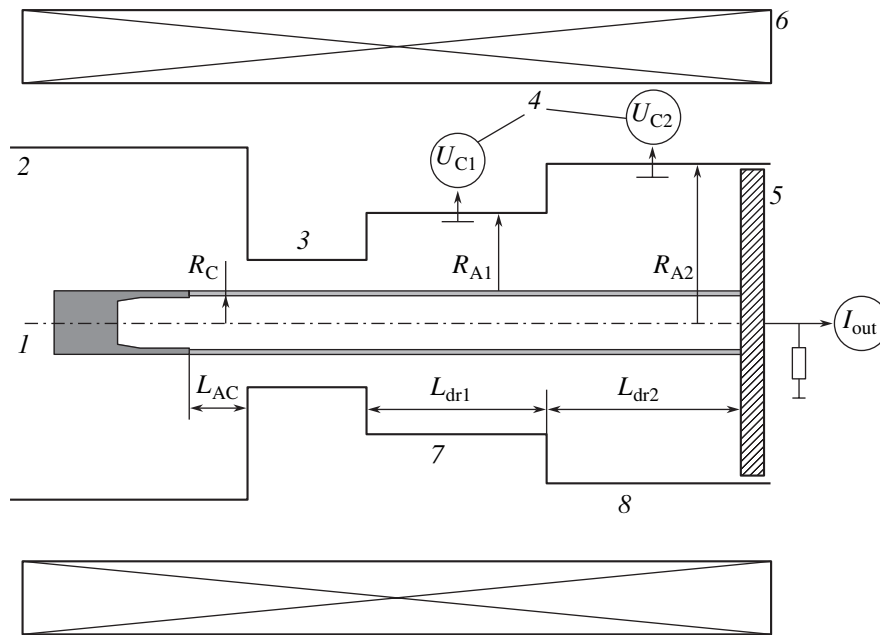 6
4
U_C2
U_C1
2
5
3
R_C
R_A1
R_A2
1
I_out
L_AC
L_dr1
L_dr2
7
8